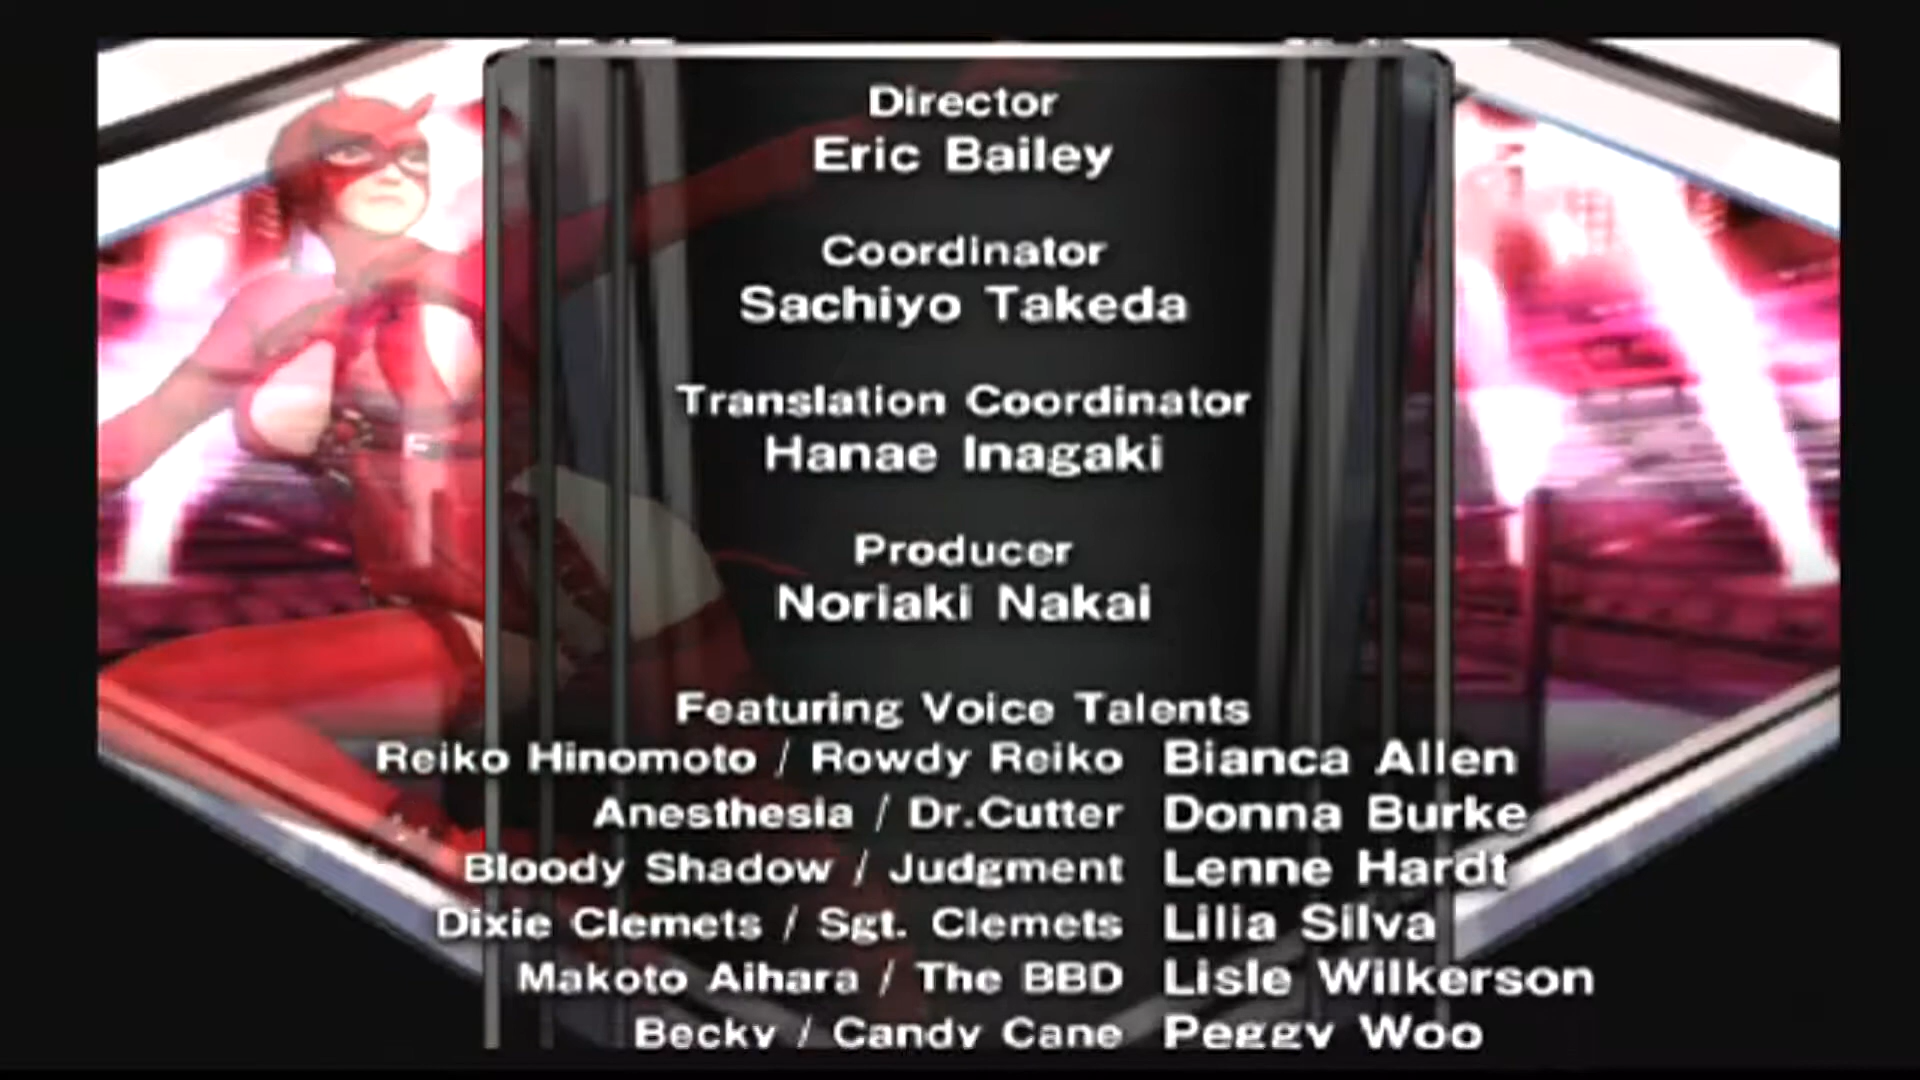 Director
Eric Bailey
Coordinator
Sachiyo Takeda
Translation Coordinator
Hanae Inagaki
Producer
Noriaki Nakai
Featuring Voice Talents
Reiko Hinomoto / Rowdy Reiko Bianca Allen
Anesthesia / Dr.Cutter Donna Burke
Bloody Shadow / Judgment Lenne Hardt
Dixie Clemets / Sgt. Clemets Lilia Silva
Makoto Aihara / The BBD Lisle Wilkerson
Becky / Candy Cane Peggy Woo